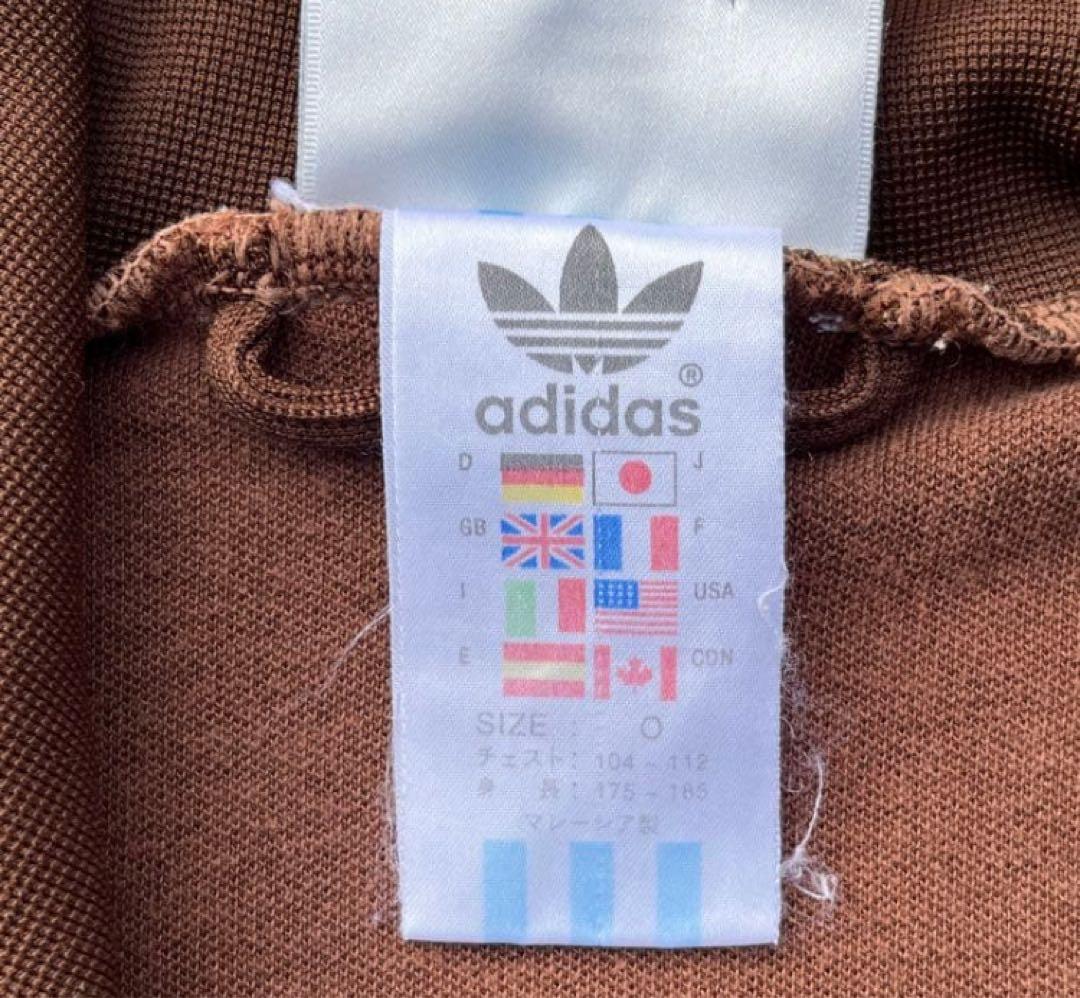 adidas®
D J
GB F
I USA
E CDN
SIZE : O
チェスト: 104 ~ 112
身 長: 175 ~ 185
マレーシア製